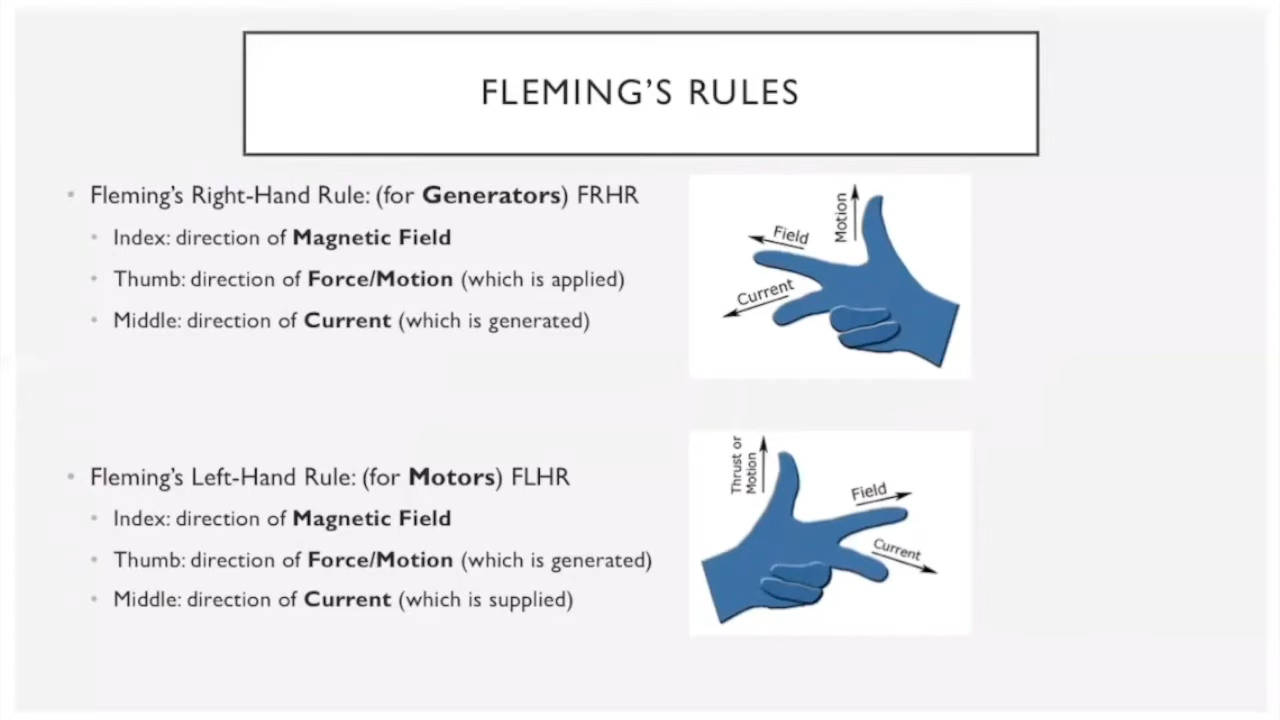 FLEMING'S RULES
• Fleming's Right-Hand Rule: (for Generators) FRHR
• Index: direction of Magnetic Field
• Thumb: direction of Force/Motion (which is applied)
• Middle: direction of Current (which is generated)
Motion
Field
Current
• Fleming's Left-Hand Rule: (for Motors) FLHR
• Index: direction of Magnetic Field
• Thumb: direction of Force/Motion (which is generated)
• Middle: direction of Current (which is supplied)
Thrust or
Motion
Field
Current